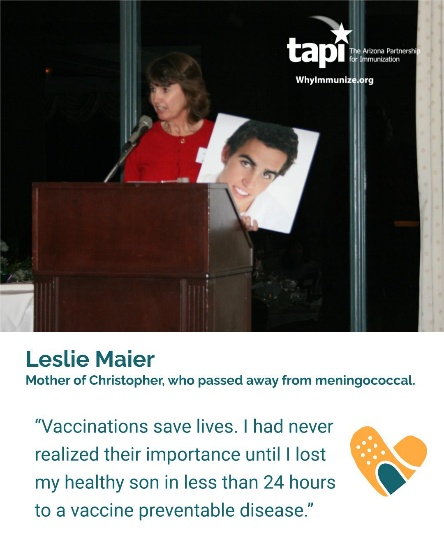 tapi
The Arizona Partnership
for Immunization
WhyImmunize.org
Leslie Maier
Mother of Christopher, who passed away from meningococcal.
“Vaccinations save lives. I had never
realized their importance until I lost
my healthy son in less than 24 hours
to a vaccine preventable disease.”